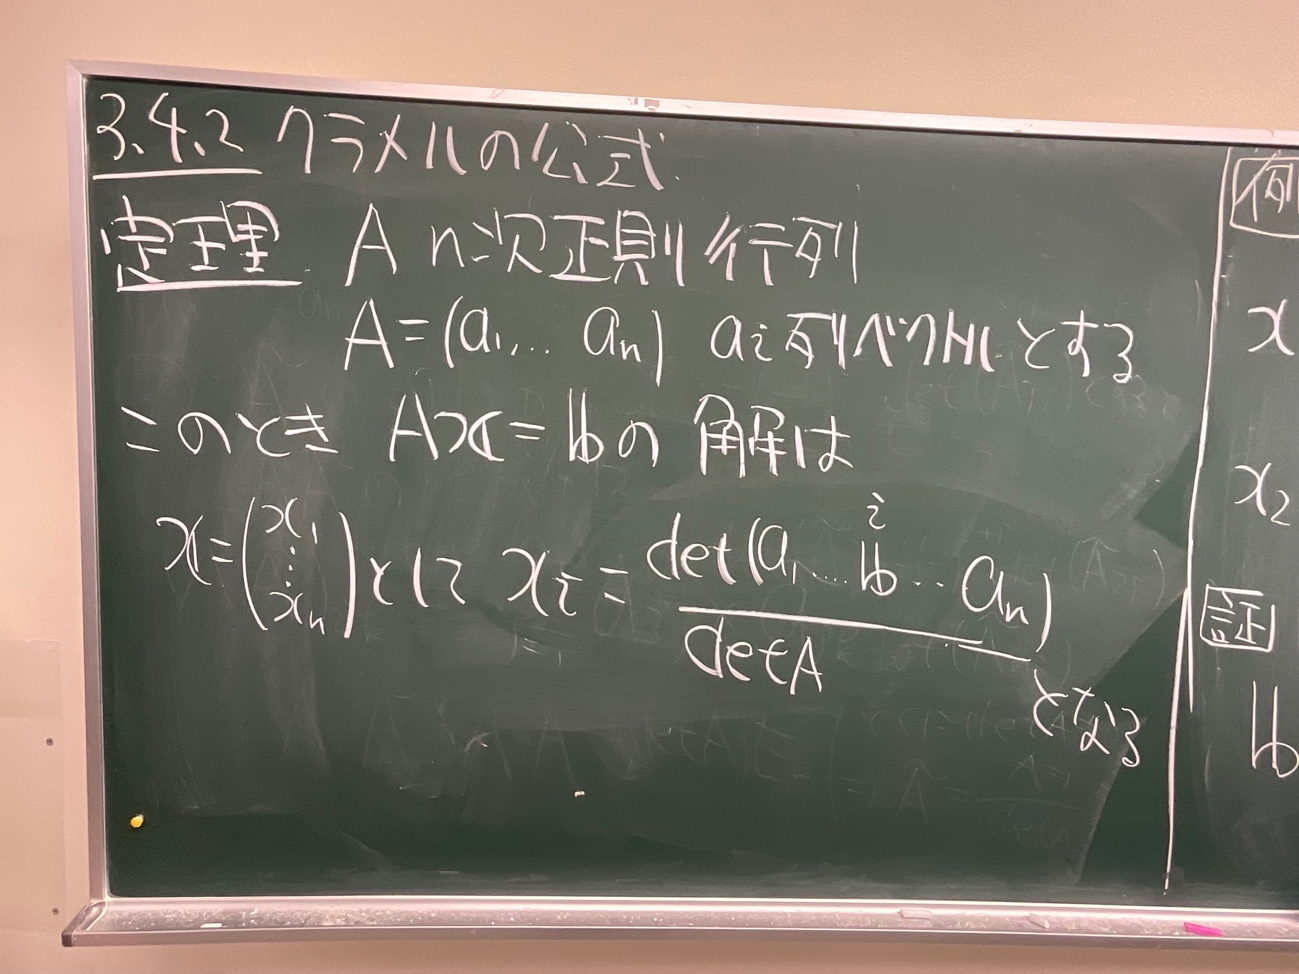 3.4.2 クラメルの公式
定理 A n次正則行列
A=(a₁,... aₙ) aᵢ列ベクトルとする
このとき Ax=bの解は
x=(x₁ ⋮ xₙ)として xᵢ= det(a₁...b...aₙ) / detA
i
となる
例
x
x₂
証
b